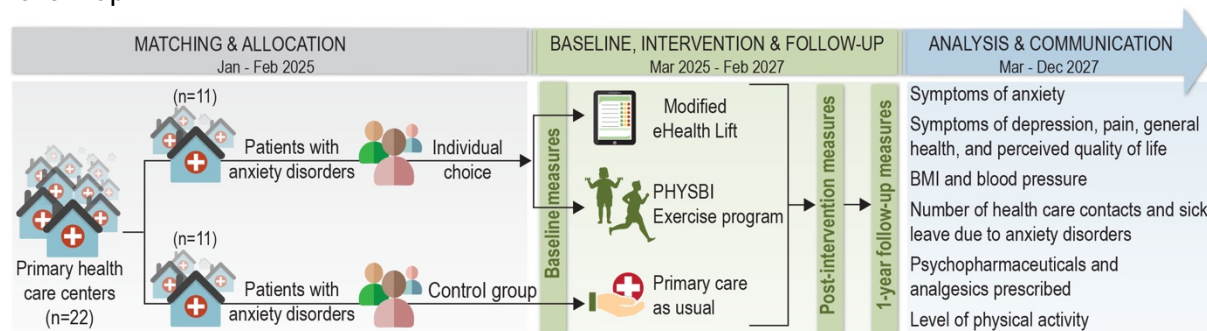 MATCHING & ALLOCATION
Jan - Feb 2025
BASELINE, INTERVENTION & FOLLOW-UP
Mar 2025 - Feb 2027
ANALYSIS & COMMUNICATION
Mar - Dec 2027
Primary health
care centers
(n=22)
(n=11)
Patients with
anxiety disorders
Individual
choice
(n=11)
Patients with
anxiety disorders
Control group
Baseline measures
Modified
eHealth Lift
PHYSBI
Exercise program
Primary care
as usual
Post-intervention measures
1-year follow-up measures
Symptoms of anxiety
Symptoms of depression, pain, general
health, and perceived quality of life
BMI and blood pressure
Number of health care contacts and sick
leave due to anxiety disorders
Psychopharmaceuticals and
analgesics prescribed
Level of physical activity